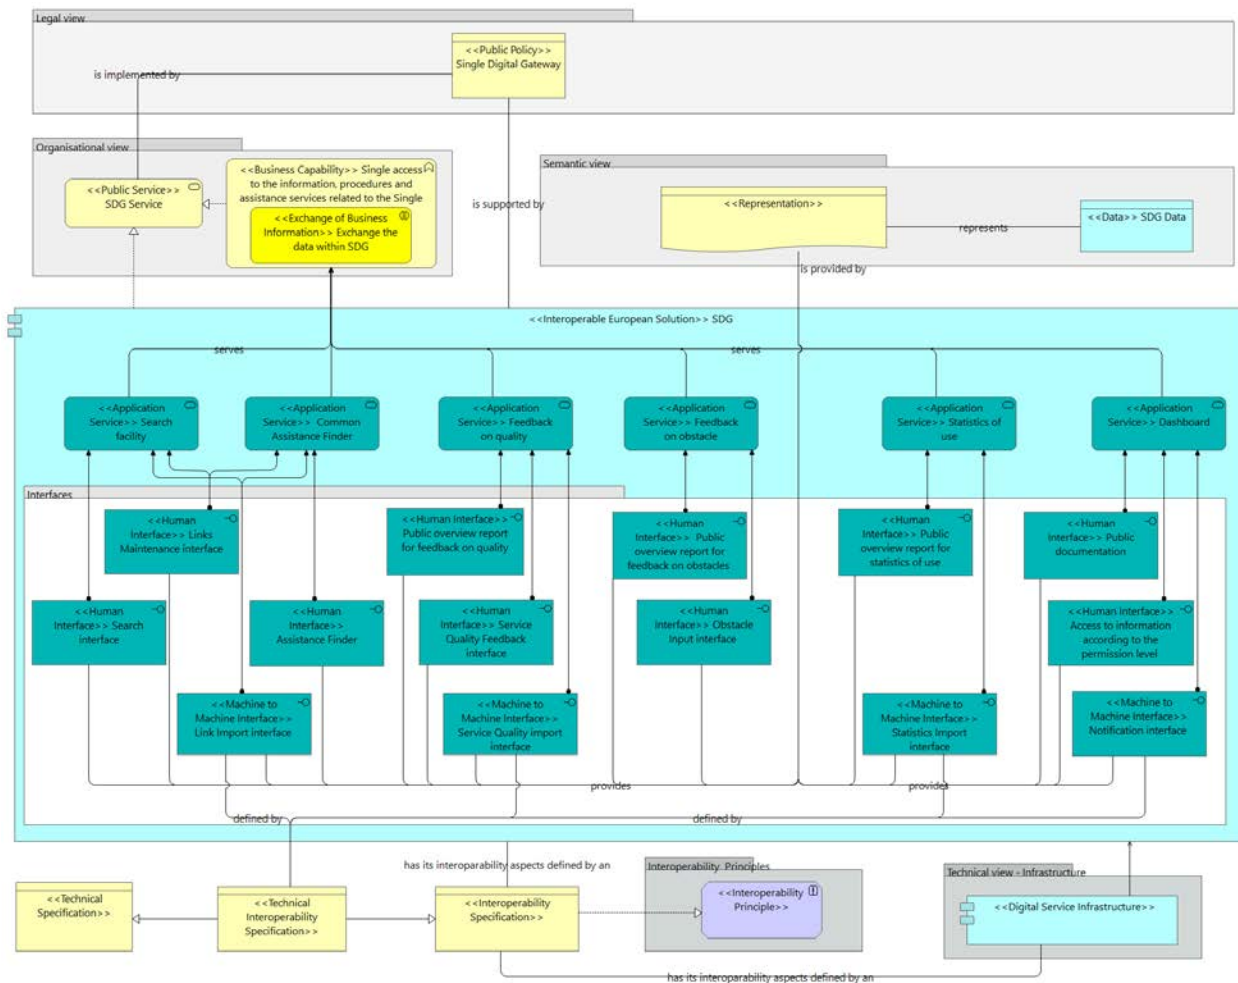 Legal view
<<Public Policy>>
Single Digital Gateway
is implemented by
Organisational view
<<Public Service>>
SDG Service
<<Business Capability>> Single access
to the information, procedures and
assistance services related to the Single
<<Exchange of Business
Information>> Exchange the
data within SDG
is supported by
Semantic view
<<Representation>>
represents
<<Data>> SDG Data
is provided by
<<Interoperable European Solution>> SDG
serves
serves
<<Application
Service>> Search
facility
<<Application
Service>> Common
Assistance Finder
<<Application
Service>> Feedback
on quality
<<Application
Service>> Feedback
on obstacle
<<Application
Service>> Statistics of
use
<<Application
Service>> Dashboard
Interfaces
<<Human
Interface>> Links
Maintenance interface
<<Human Interface>>
Public overview report
for feedback on quality
<<Human
Interface>> Public
overview report for
feedback on obstacles
<<Human
Interface>> Public
overview report for
statistics of use
<<Human
Interface>> Public
documentation
<<Human
Interface>> Search
interface
<<Human
Interface>>
Assistance Finder
<<Human
Interface>> Service
Quality Feedback
interface
<<Human
Interface>> Obstacle
Input interface
<<Human Interface>>
Access to information
according to the
permission level
<<Machine to
Machine Interface>>
Link Import interface
<<Machine to
Machine Interface>>
Service Quality import
interface
<<Machine to
Machine Interface>>
Statistics Import
interface
<<Machine to
Machine Interface>>
Notification interface
provides
provides
defined by
defined by
has its interoparability aspects defined by an
Interoperability Principles
Technical view - Infrastructure
<<Technical
Specification>>
<<Technical
Interoperability
Specification>>
<<Interoperability
Specification>>
<<Interoperability
Principle>>
<<Digital Service Infrastructure>>
has its interoparability aspects defined by an